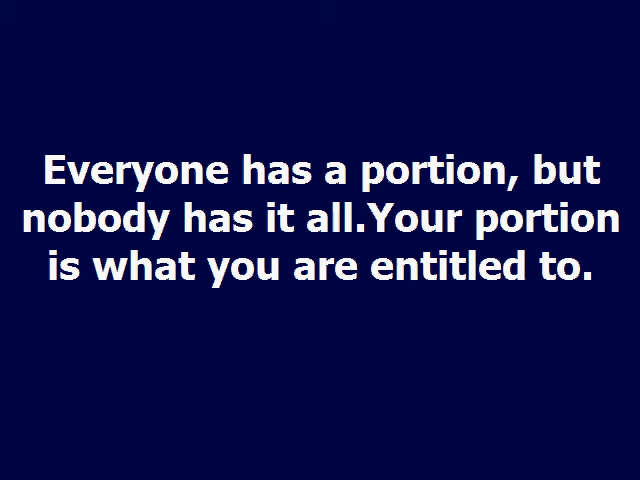 Everyone has a portion, but
nobody has it all.Your portion
is what you are entitled to.